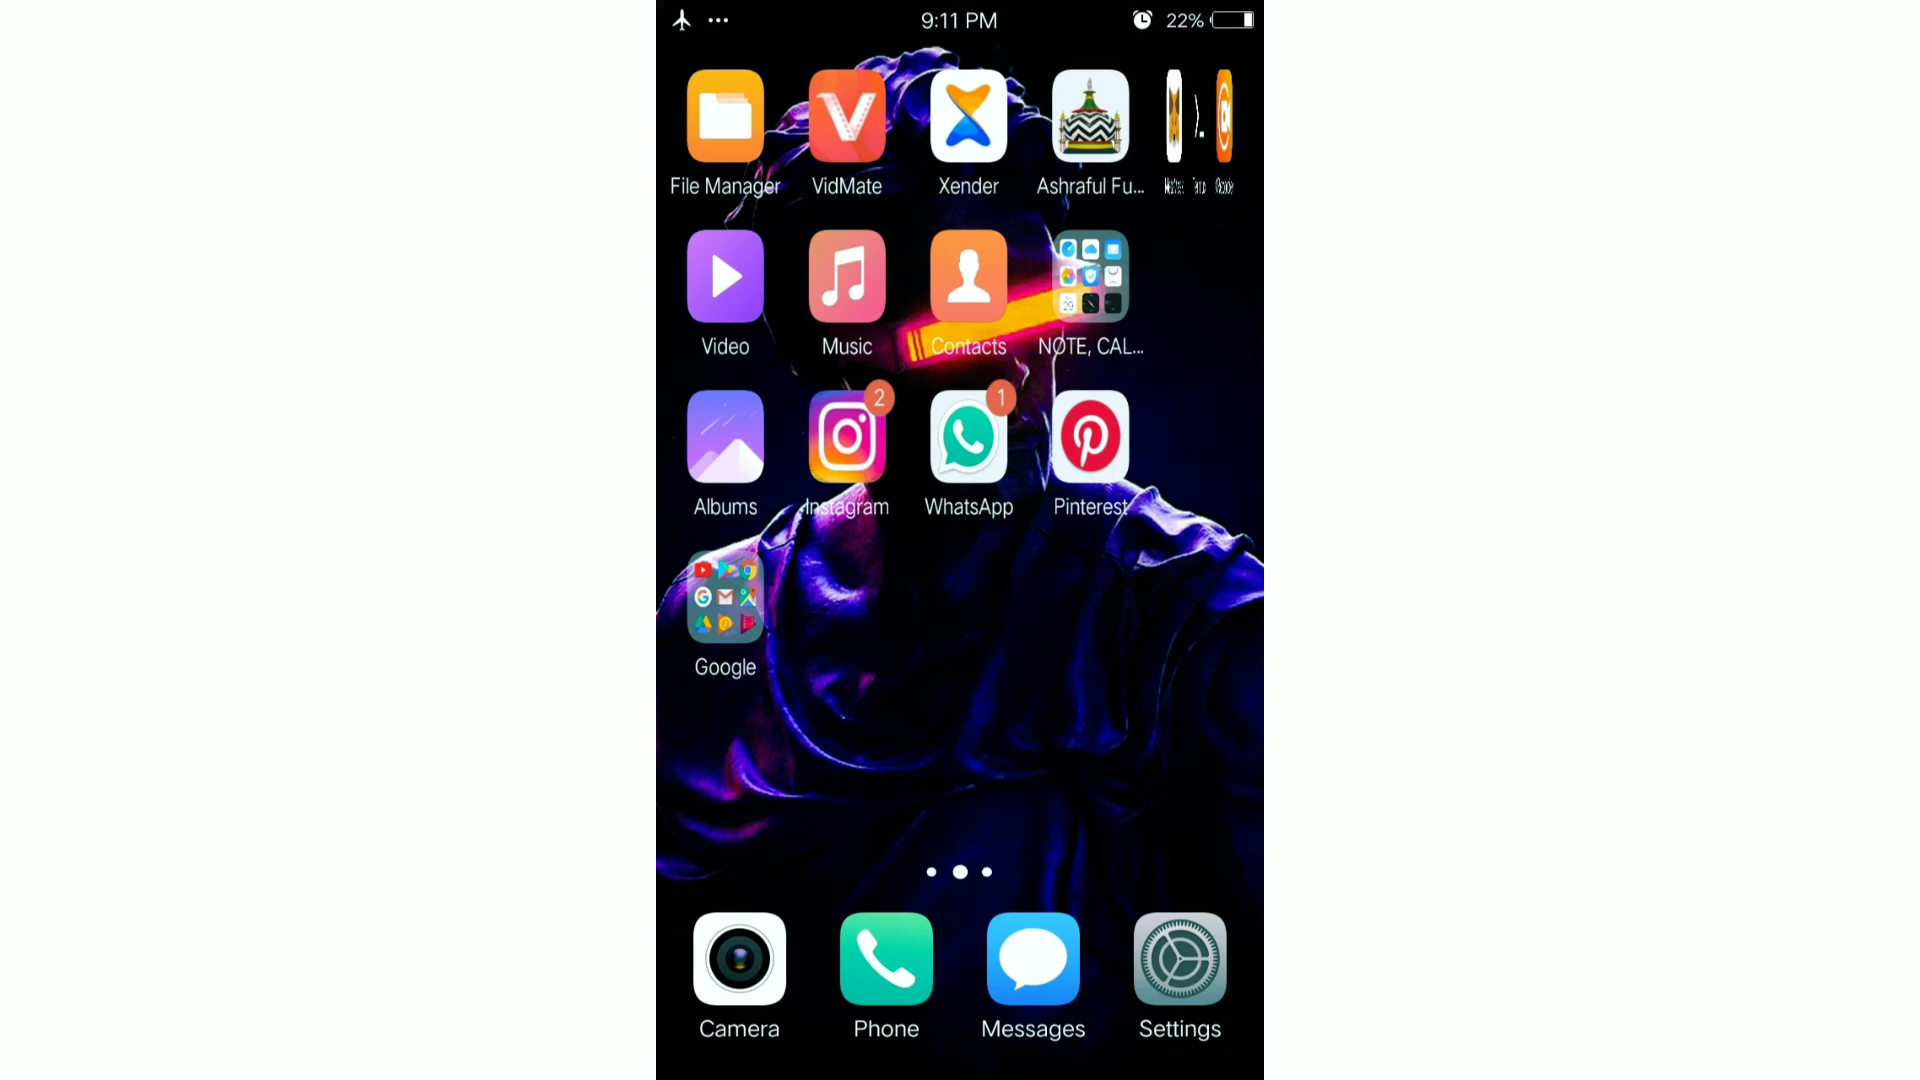 9:11 PM 22%
File Manager VidMate Xender Ashraful Fu...
Video Music Contacts NOTE, CAL...
Albums Instagram WhatsApp Pinterest
2 1
Google
Camera Phone Messages Settings